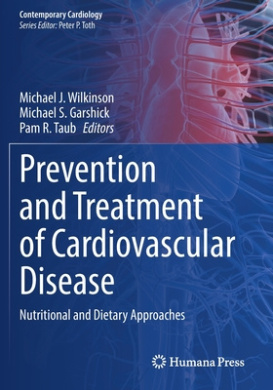 Contemporary Cardiology
Series Editor: Peter P. Toth
Michael J. Wilkinson
Michael S. Garshick
Pam R. Taub Editors
Prevention
and Treatment
of Cardiovascular
Disease
Nutritional and Dietary Approaches
Humana Press